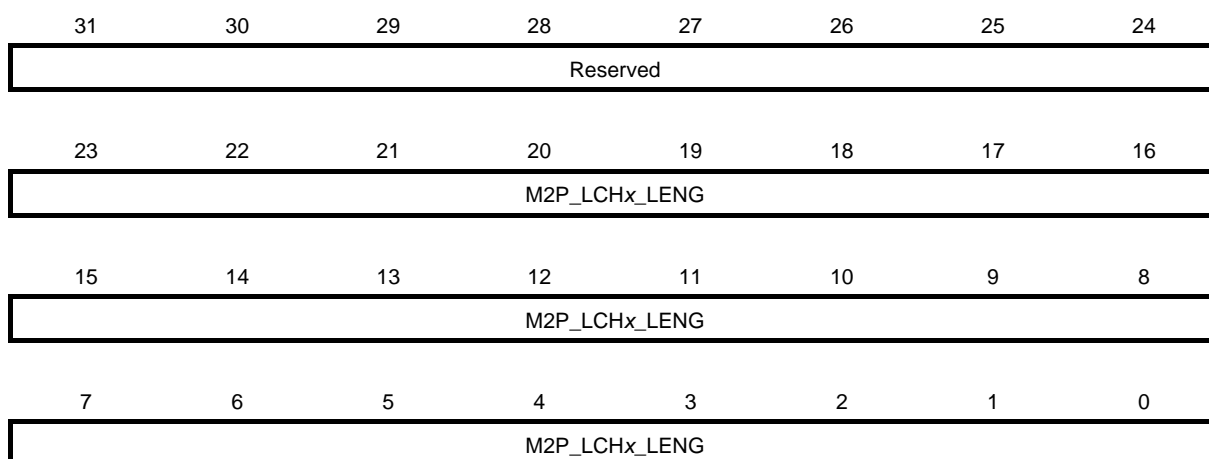 31 30 29 28 27 26 25 24
Reserved
23 22 21 20 19 18 17 16
M2P_LCHx_LENG
15 14 13 12 11 10 9 8
M2P_LCHx_LENG
7 6 5 4 3 2 1 0
M2P_LCHx_LENG